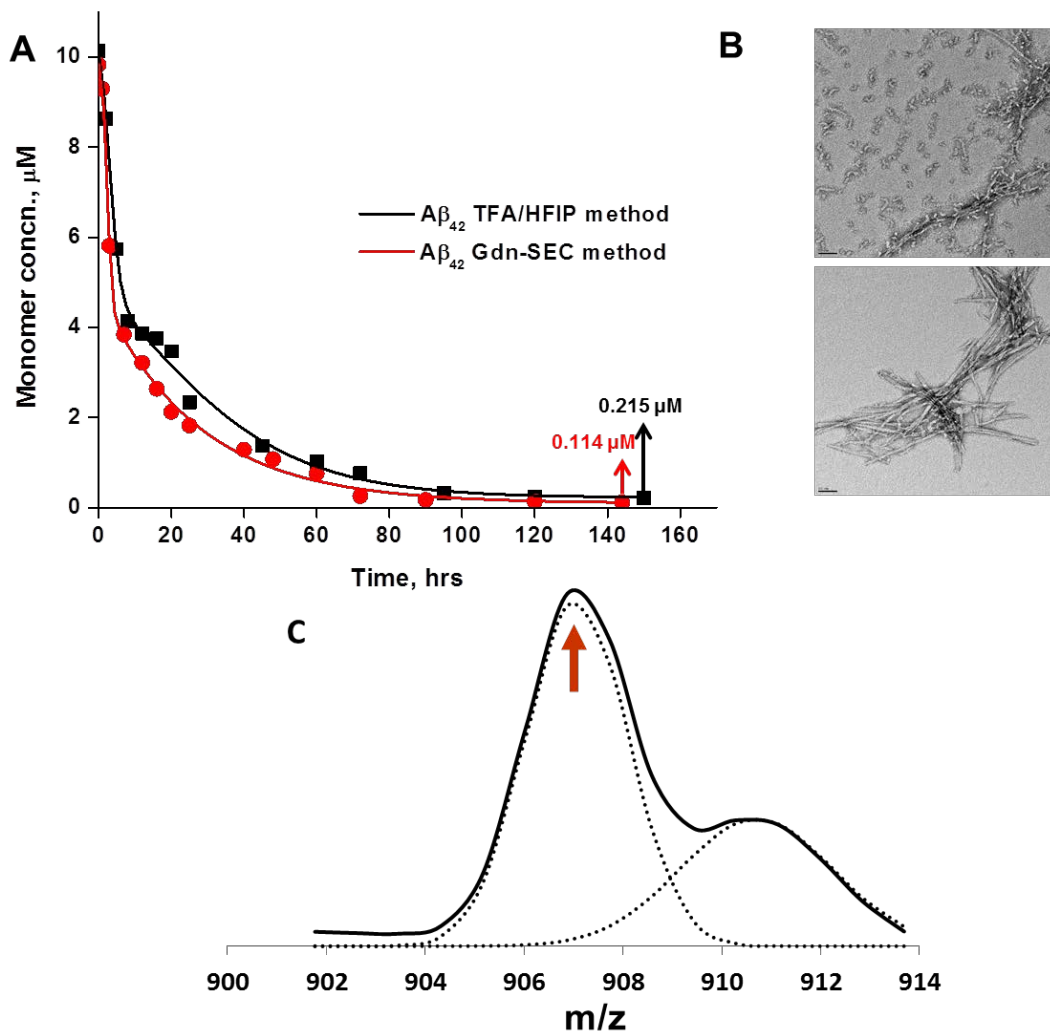 A
B
10
8
6
4
2
0
Monomer concn., μM
Aβ42 TFA/HFIP method
Aβ42 Gdn-SEC method
0.215 μM
0.114 μM
0 20 40 60 80 100 120 140 160
Time, hrs
C
900 902 904 906 908 910 912 914
m/z